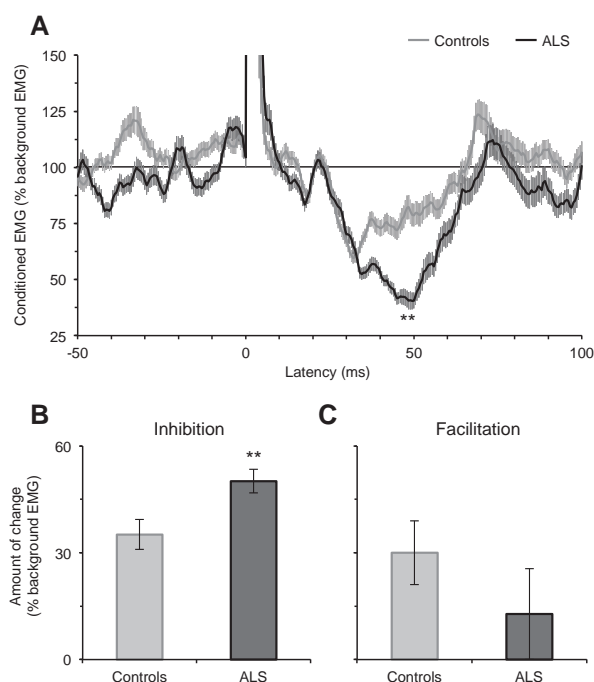 A
Controls
ALS
Conditioned EMG (% background EMG)
150
125
100
75
50
25
**
-50
0
50
100
Latency (ms)
B
Inhibition
C
Facilitation
Amount of change
(% background EMG)
60
30
0
**
Controls
ALS
Controls
ALS